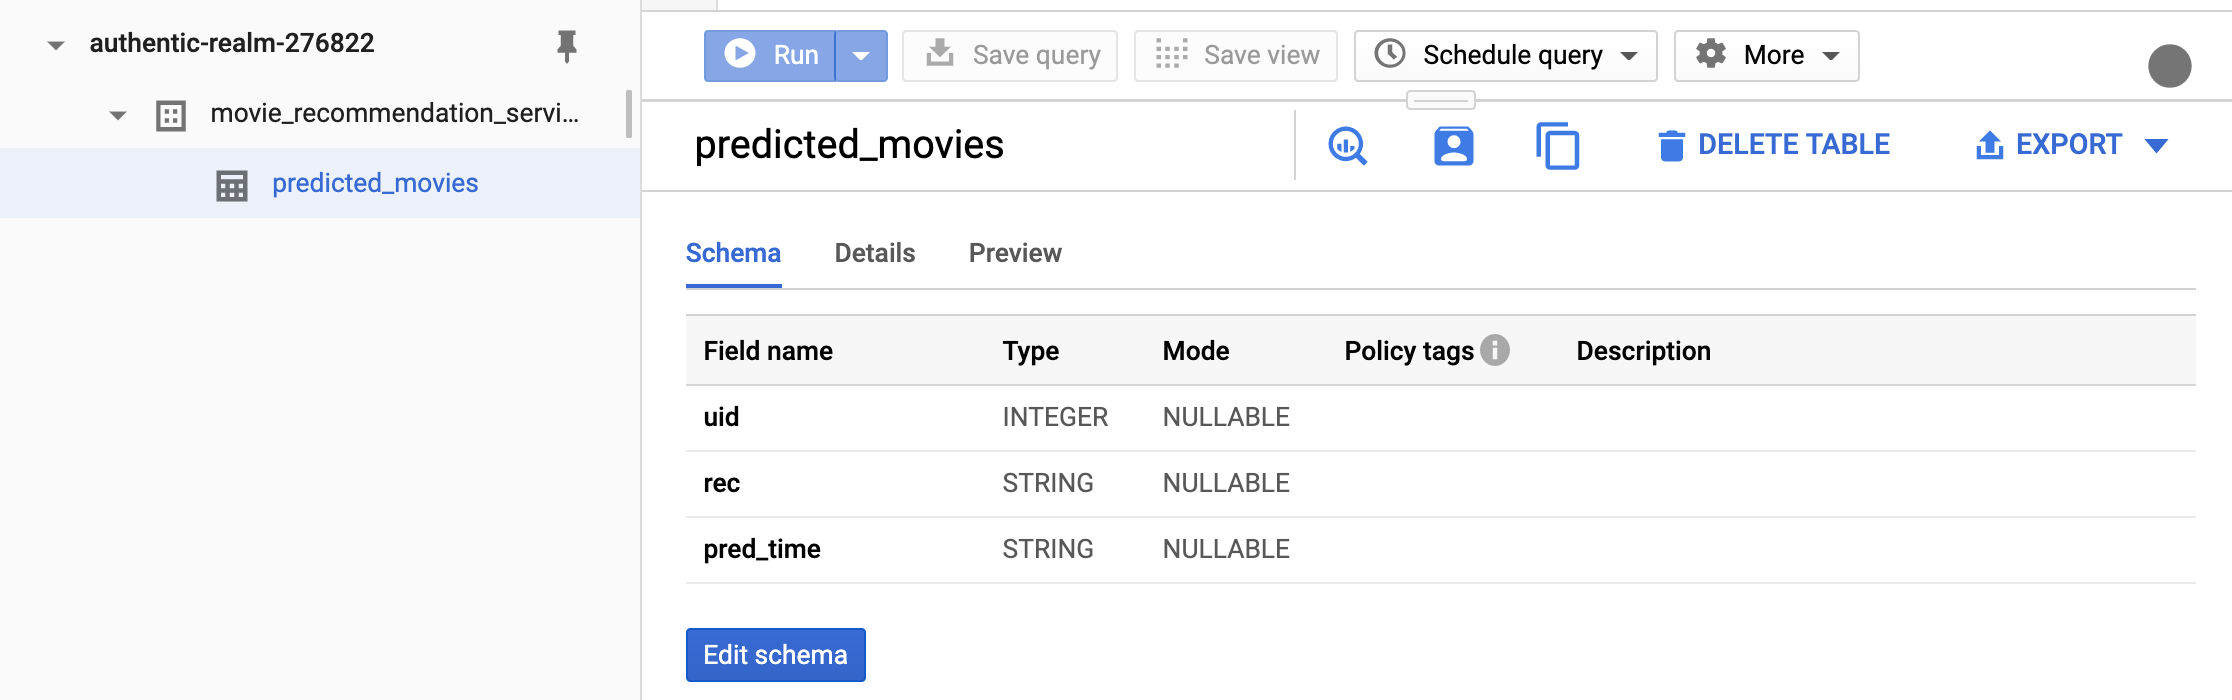 authentic-realm-276822
movie_recommendation_servi...
predicted_movies
Run
Save query
Save view
Schedule query
More
predicted_movies
DELETE TABLE
EXPORT
Schema Details Preview
Field name Type Mode Policy tags Description
uid INTEGER NULLABLE
rec STRING NULLABLE
pred_time STRING NULLABLE
Edit schema